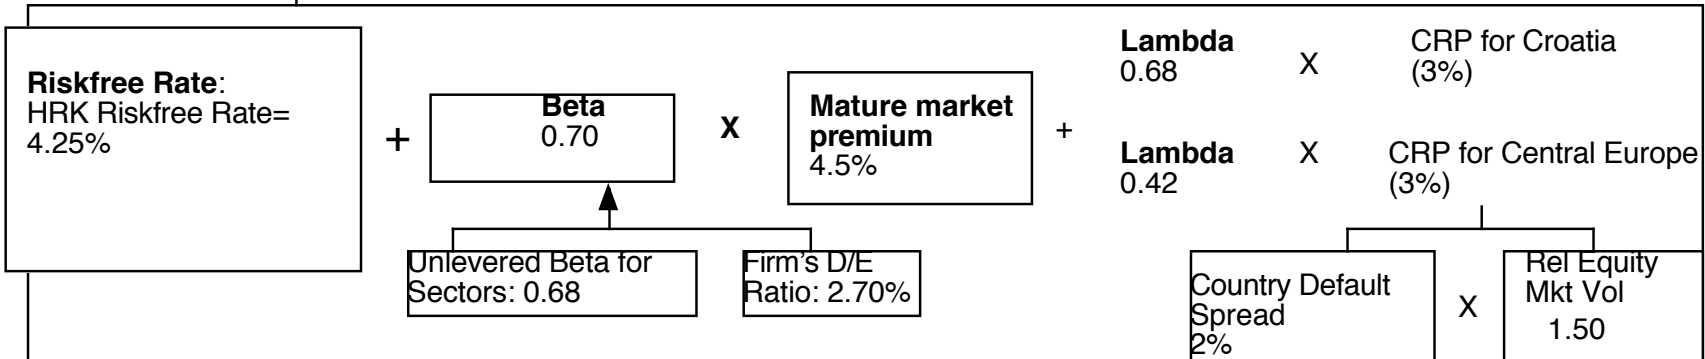 Riskfree Rate:
HRK Riskfree Rate=
4.25%
+
Beta
0.70
X
Mature market
premium
4.5%
+
Lambda
0.68
X
CRP for Croatia
(3%)
Lambda
0.42
X
CRP for Central Europe
(3%)
Unlevered Beta for
Sectors: 0.68
Firm's D/E
Ratio: 2.70%
Country Default
Spread
2%
X
Rel Equity
Mkt Vol
1.50